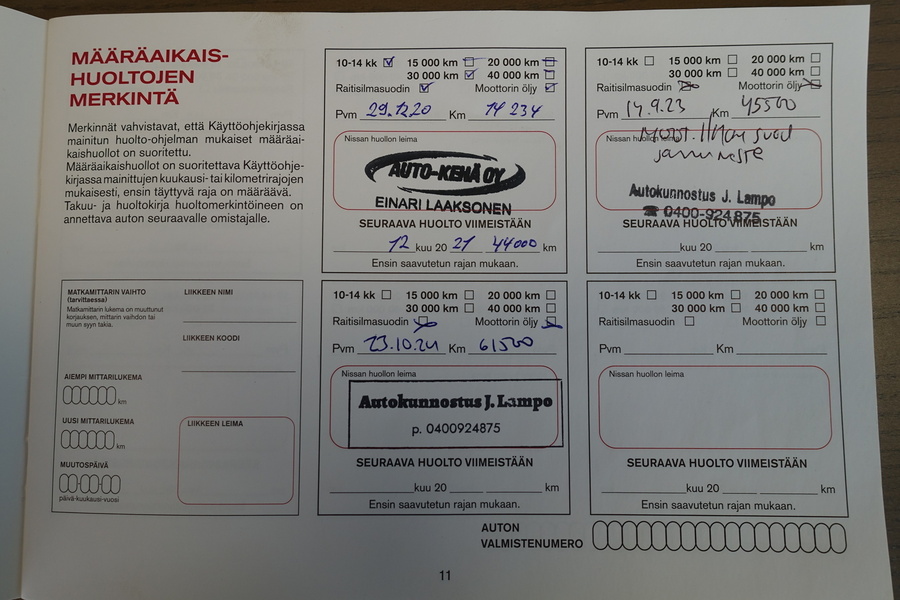 MÄÄRÄAIKAIS-
HUOLTOJEN
MERKINTÄ
Merkinnät vahvistavat, että Käyttöohjekirjassa
mainitun huolto-ohjelman mukaiset määräai-
kaishuollot on suoritettu.
Määräaikaishuollot on suoritettava Käyttöohje-
kirjassa mainittujen kuukausi- tai kilometrirajojen
mukaisesti, ensin täyttyvä raja on määräävä.
Takuu- ja huoltokirja huoltomerkintöineen on
annettava auton seuraavalle omistajalle.
MATKAMITTARIN VAIHTO
(tarvittaessa)
Matkamittarin lukema on muuttunut
korjauksen, mittarin vaihdon tai
muun syyn takia.
AIEMPI MITTARILUKEMA
km
UUSI MITTARILUKEMA
km
MUUTOSPÄIVÄ
päivä-kuukausi-vuosi
LIIKKEEN NIMI
LIIKKEEN KOODI
LIIKKEEN LEIMA
10-14 kk 15 000 km 20 000 km
30 000 km 40 000 km
Raitisilmasuodin Moottorin öljy
Pvm 29.12.20 Km 14 234
Nissan huollon leima
AUTO-KEHÄ OY
EINARI LAAKSONEN
SEURAAVA HUOLTO VIIMEISTÄÄN
12 kuu 20 21 44000 km
Ensin saavutetun rajan mukaan.
10-14 kk 15 000 km 20 000 km
30 000 km 40 000 km
Raitisilmasuodin Moottorin öljy
Pvm 14.9.23 Km 45500
Nissan huollon leima
Autokunnostus J. Lampo
☎ 0400-924 875
SEURAAVA HUOLTO VIIMEISTÄÄN
kuu 20 km
Ensin saavutetun rajan mukaan.
10-14 kk 15 000 km 20 000 km
30 000 km 40 000 km
Raitisilmasuodin Moottorin öljy
Pvm 23.10.24 Km 61500
Nissan huollon leima
Autokunnostus J. Lampo
p. 0400924875
SEURAAVA HUOLTO VIIMEISTÄÄN
kuu 20 km
Ensin saavutetun rajan mukaan.
10-14 kk 15 000 km 20 000 km
30 000 km 40 000 km
Raitisilmasuodin Moottorin öljy
Pvm Km
Nissan huollon leima
SEURAAVA HUOLTO VIIMEISTÄÄN
kuu 20 km
Ensin saavutetun rajan mukaan.
AUTON
VALMISTENUMERO
11